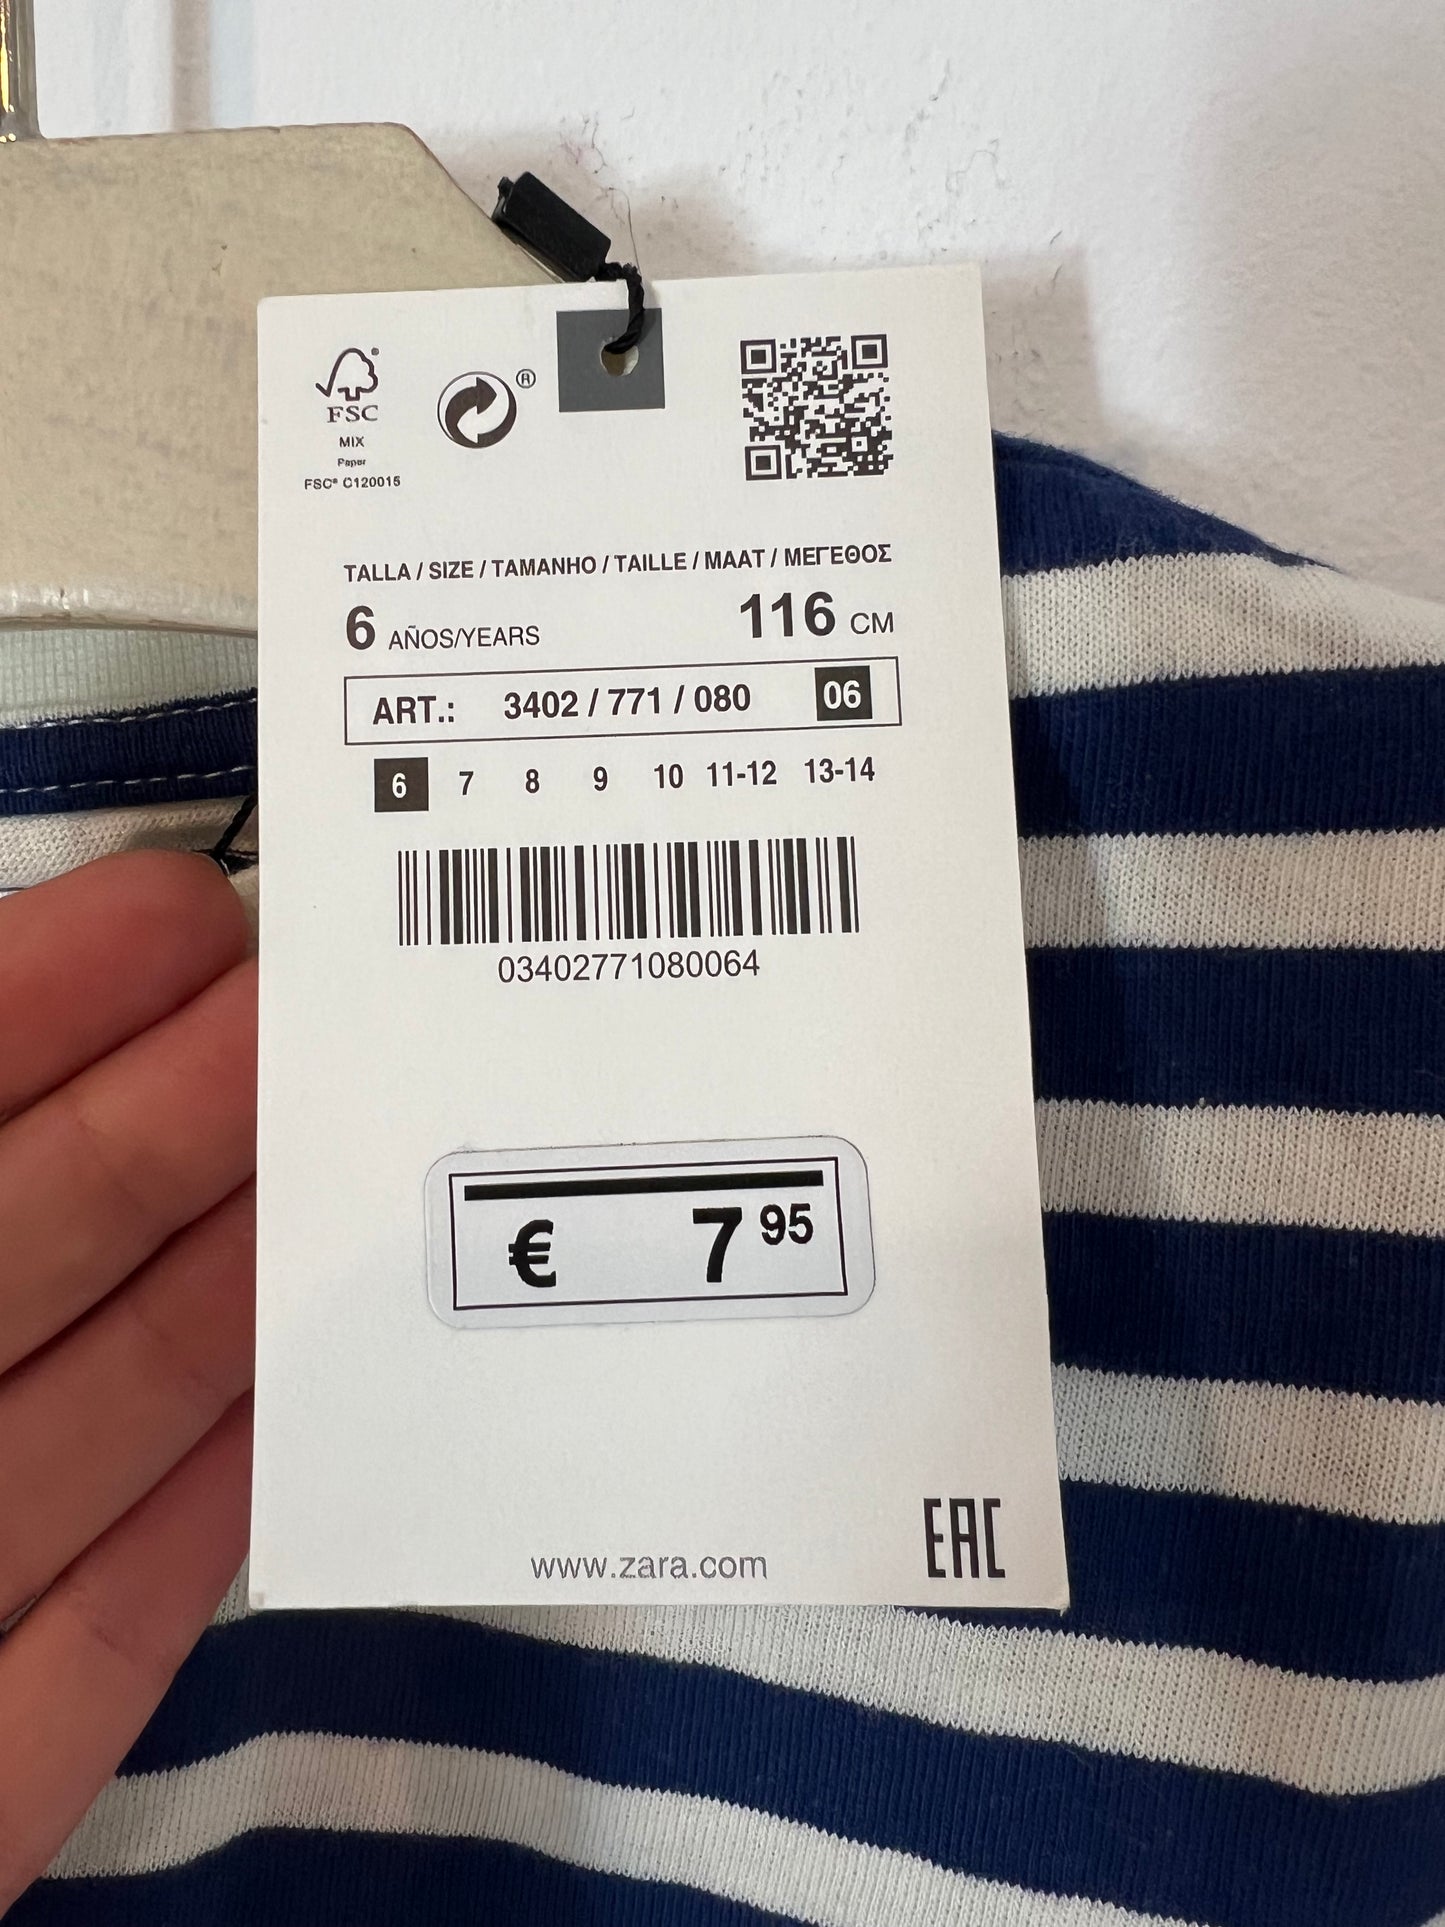 FSC
MIX
Paper
FSC® C120015
®
TALLA / SIZE / TAMANHO / TAILLE / MAAT / ΜΕΓΕΘΟΣ
6 AÑOS/YEARS 116 CM
ART.: 3402 / 771 / 080 06
6 7 8 9 10 11-12 13-14
03402771080064
€ 7 95
www.zara.com
EAC